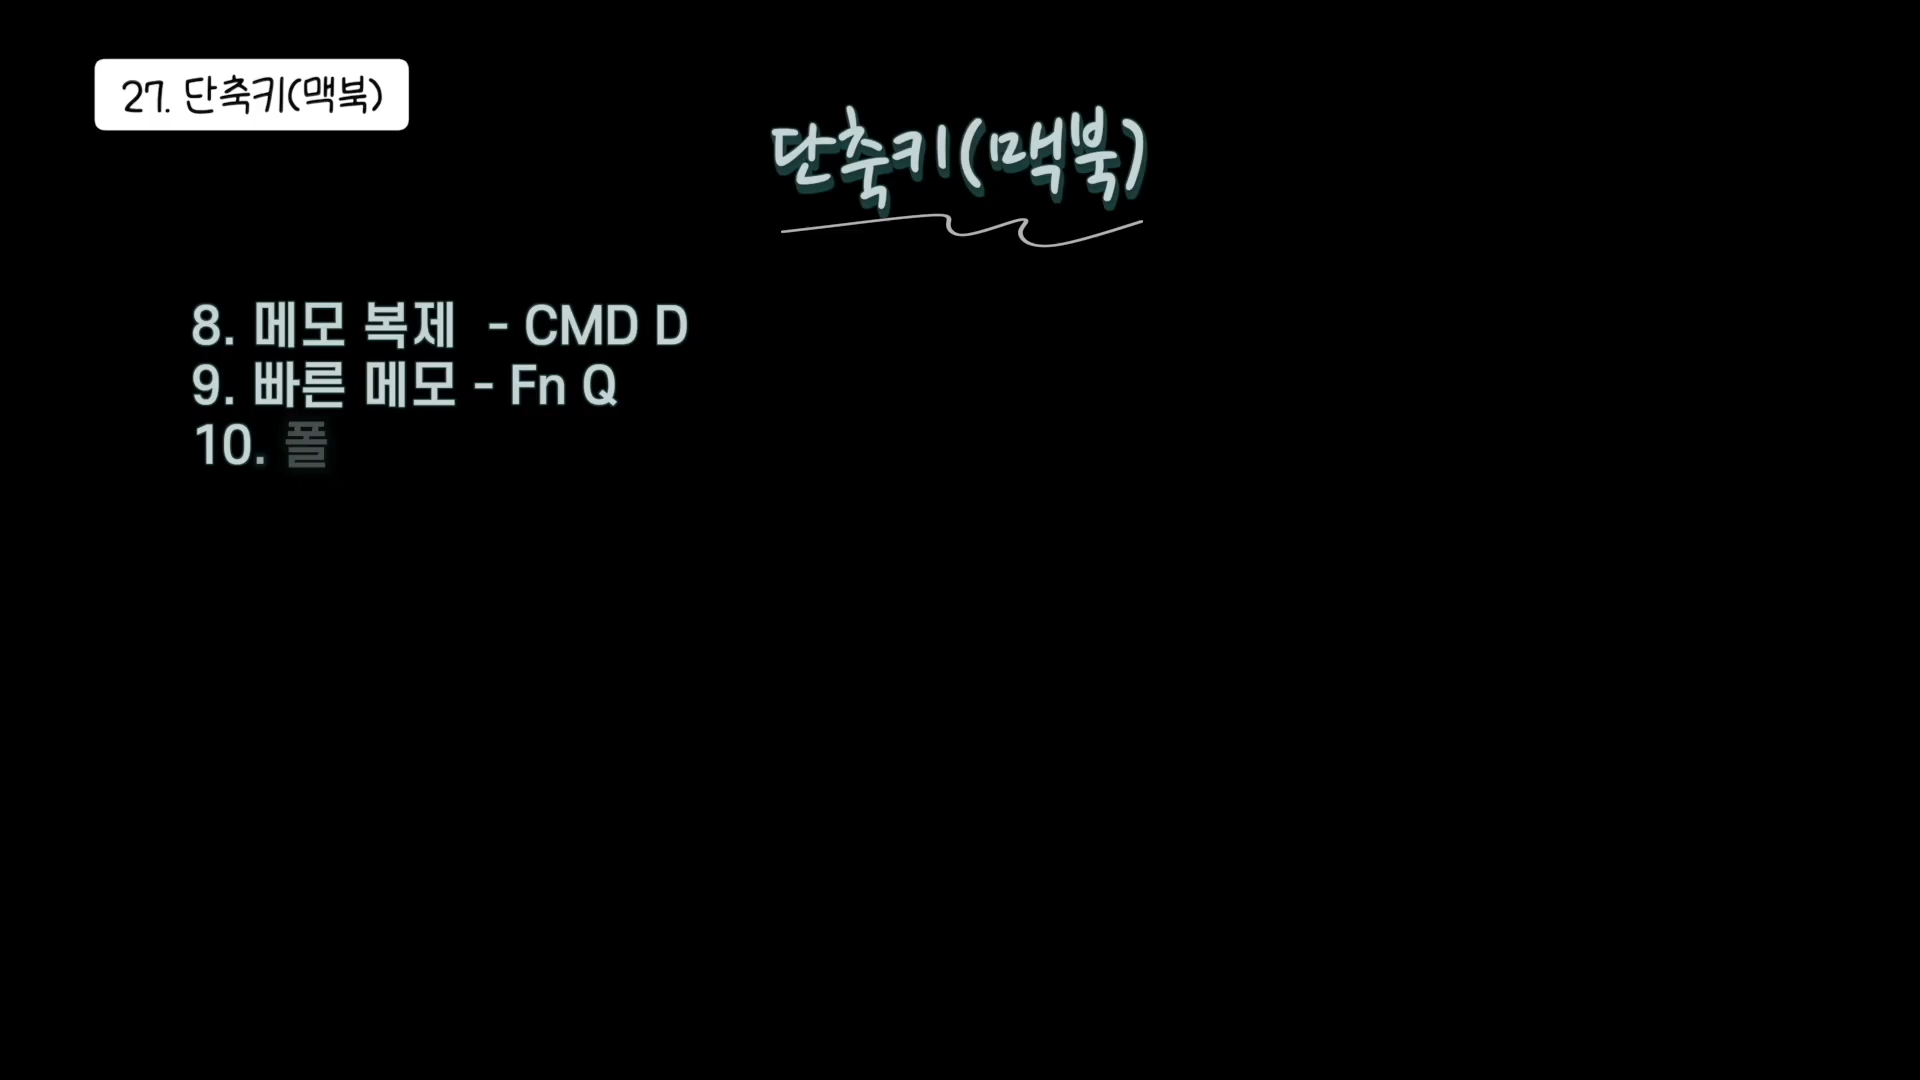 27. 단축키(맥북)
단축키(맥북)
8. 메모 복제 - CMD D
9. 빠른 메모 - Fn Q
10. 폴